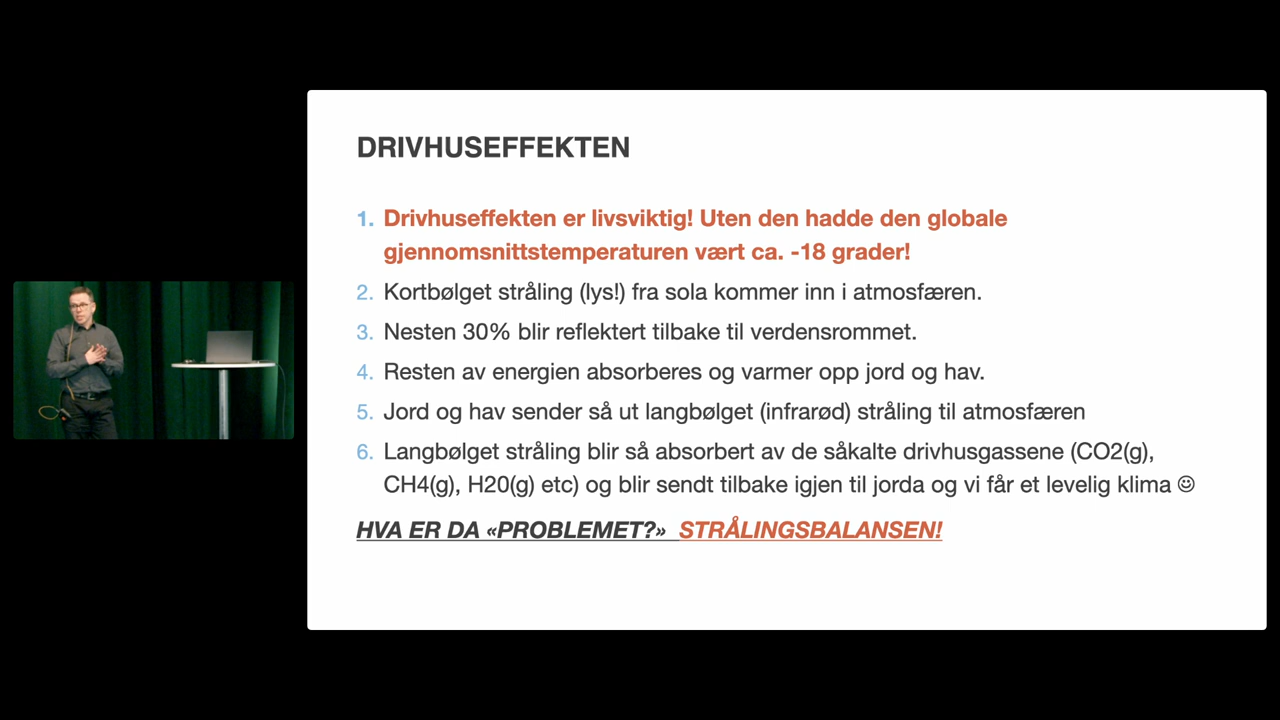 DRIVHUSEFFEKTEN
1. Drivhuseffekten er livsviktig! Uten den hadde den globale
gjennomsnittstemperaturen vært ca. -18 grader!
2. Kortbølget stråling (lys!) fra sola kommer inn i atmosfæren.
3. Nesten 30% blir reflektert tilbake til verdensrommet.
4. Resten av energien absorberes og varmer opp jord og hav.
5. Jord og hav sender så ut langbølget (infrarød) stråling til atmosfæren
6. Langbølget stråling blir så absorbert av de såkalte drivhusgassene (CO2(g),
CH4(g), H20(g) etc) og blir sendt tilbake igjen til jorda og vi får et levelig klima ☺
HVA ER DA «PROBLEMET?» STRÅLINGSBALANSEN!